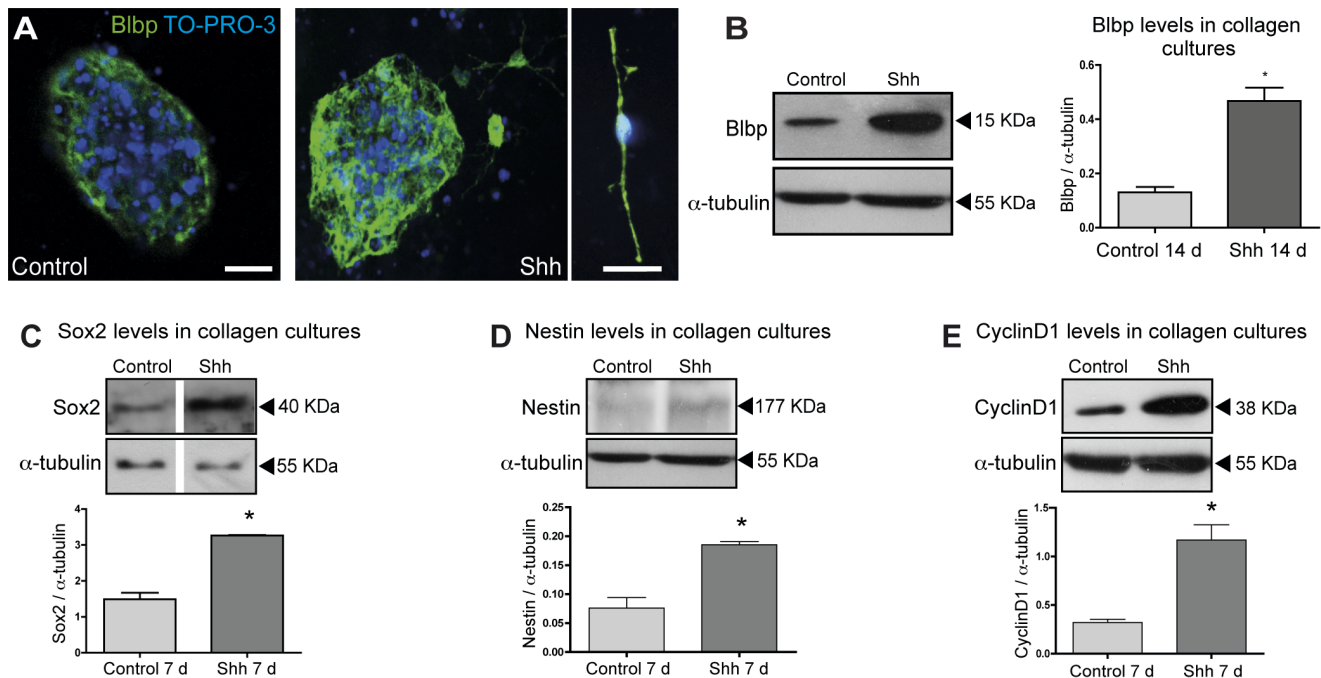 A
Blbp TO-PRO-3
Control
Shh
B
Blbp levels in collagen
cultures
Control Shh
Blbp
15 KDa
α-tubulin
55 KDa
Blbp / α-tubulin
0.6
*
0.4
0.2
0.0
Control 14 d Shh 14 d
C Sox2 levels in collagen cultures
Control Shh
Sox2
40 KDa
α-tubulin
55 KDa
Sox2 / α-tubulin
4
*
3
2
1
0
Control 7 d Shh 7 d
D Nestin levels in collagen cultures
Control Shh
Nestin
177 KDa
α-tubulin
55 KDa
Nestin / α-tubulin
0.25
*
0.20
0.15
0.10
0.05
0.00
Control 7 d Shh 7 d
E CyclinD1 levels in collagen cultures
Control Shh
CyclinD1
38 KDa
α-tubulin
55 KDa
CyclinD1 / α-tubulin
1.5
*
1.0
0.5
0.0
Control 7 d Shh 7 d